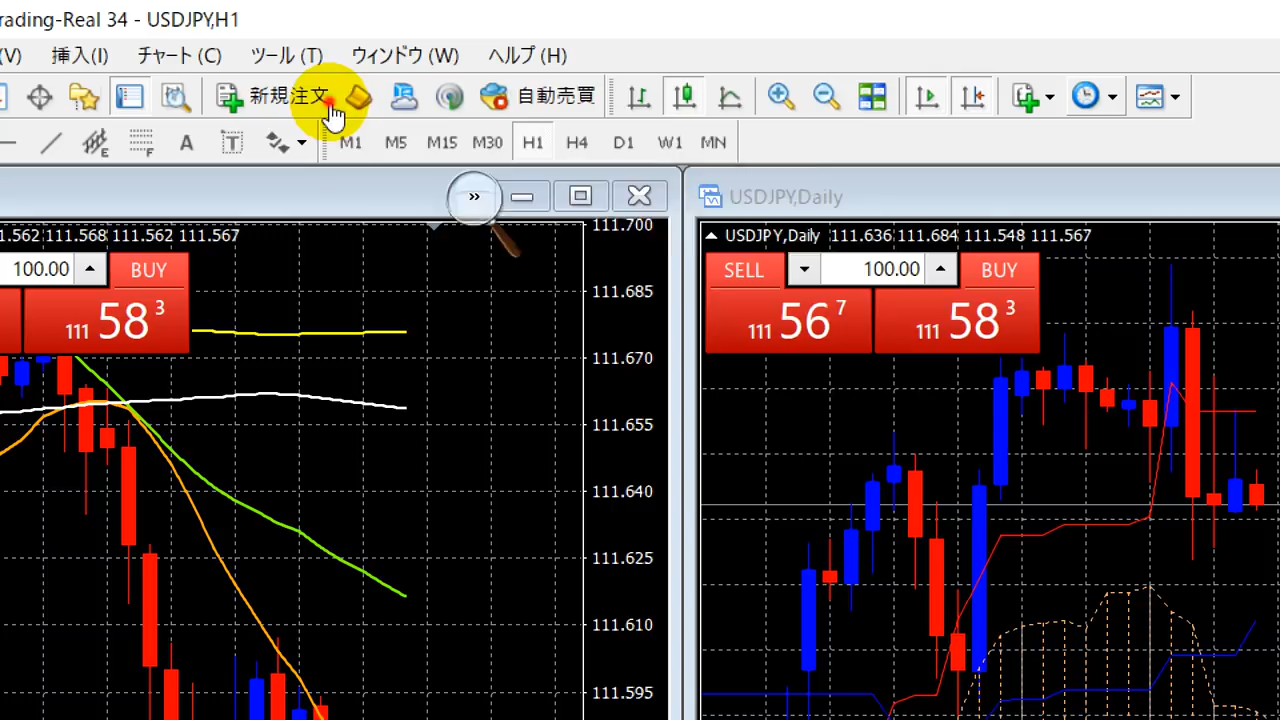 rading-Real 34 - USDJPY,H1
(V) 挿入(I) チャート (C) ツール (T) ウィンドウ (W) ヘルプ (H)
新規注文 自動売買
E F A T M1 M5 M15 M30 H1 H4 D1 W1 MN
»
USDJPY,Daily
1.562 111.568 111.562 111.567
111.700
100.00 BUY
111 58 3
111.685
111.670
111.655
111.640
111.625
111.610
111.595
USDJPY,Daily 111.636 111.684 111.548 111.567
SELL 100.00 BUY
111 56 7 111 58 3